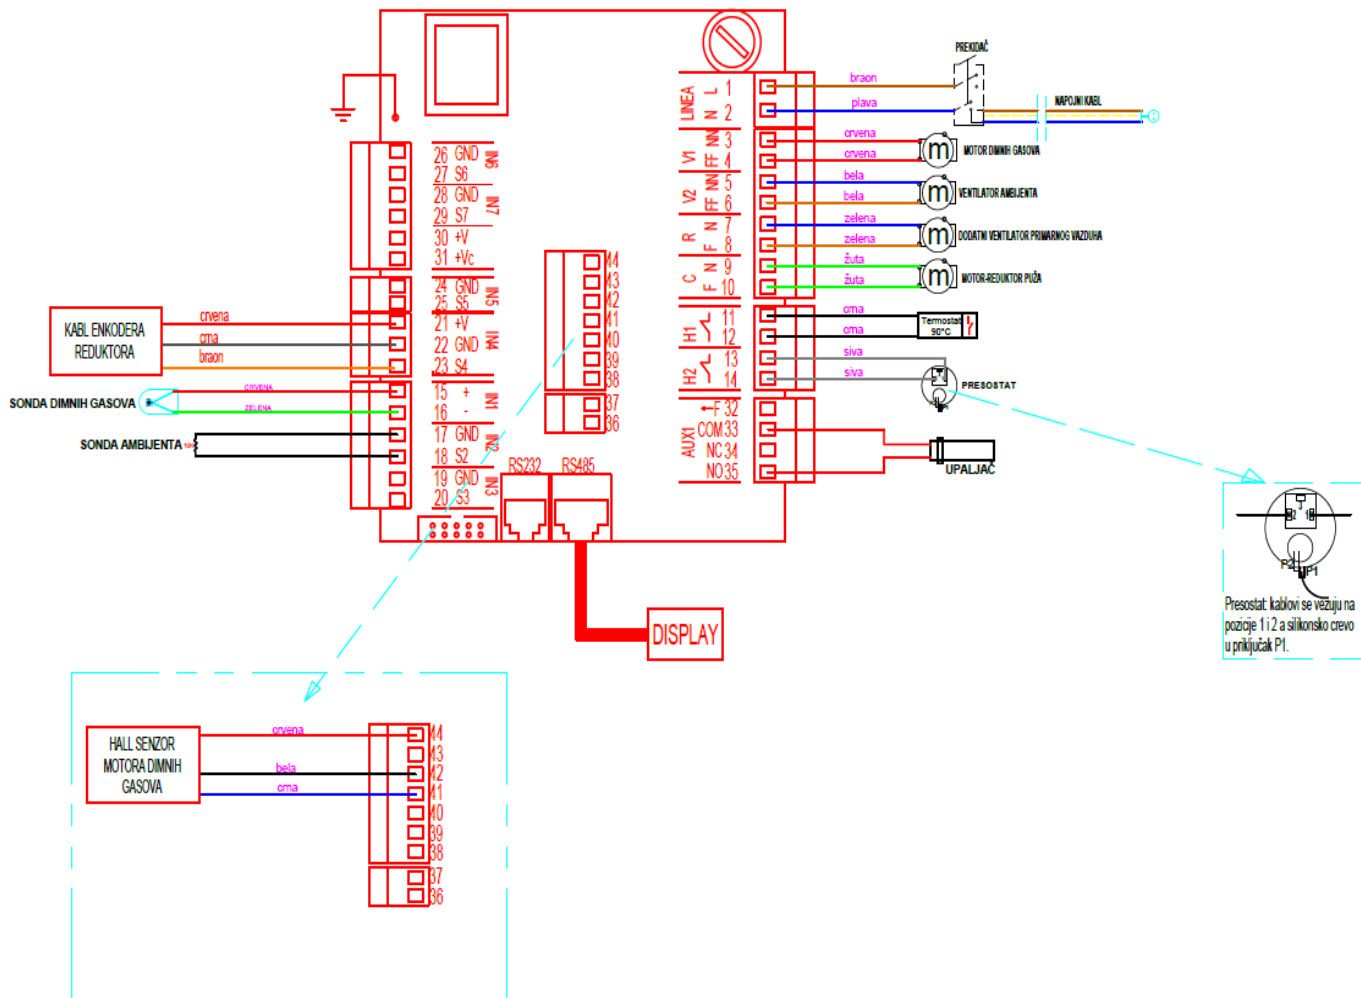 PREKIDAČ
NAPOJNI KABL
LINEA
L 1
N 2
braon
plava
V1
NN 3
FF 4
crvena
crvena
MOTOR DIMNIH GASOVA
V2
NN 5
FF 6
bela
bela
VENTILATOR AMBIJENTA
R
N 7
F 8
zelena
zelena
DODATNI VENTILATOR PRIMARNOG VAZDUHA
C
N 9
F 10
žuta
žuta
MOTOR-REDUKTOR PUŽA
H1
11
12
crna
crna
Termostat
90°C
H2
13
14
siva
siva
PRESOSTAT
AUX1
F 32
COM 33
NC 34
NO 35
UPALJAČ
26 GND
27 S6
IN6
28 GND
29 S7
IN7
30 +V
31 +Vc
24 GND
25 S5
IN5
21 +V
22 GND
23 S4
IN4
KABL ENKODERA
REDUKTORA
crvena
crna
braon
15 +
16 -
IN1
SONDA DIMNIH GASOVA
CRVENA
ZELENA
17 GND
18 S2
IN2
SONDA AMBIJENTA
19 GND
20 S3
IN3
44
43
42
41
40
39
38
37
36
RS232
RS485
DISPLAY
3
2
1
P2
P1
Presostat: kablovi se vezuju na
pozicije 1 i 2 a silikonsko crevo
u priključak P1.
HALL SENZOR
MOTORA DIMNIH
GASOVA
crvena
bela
crna
44
43
42
41
40
39
38
37
36
m
m
m
m